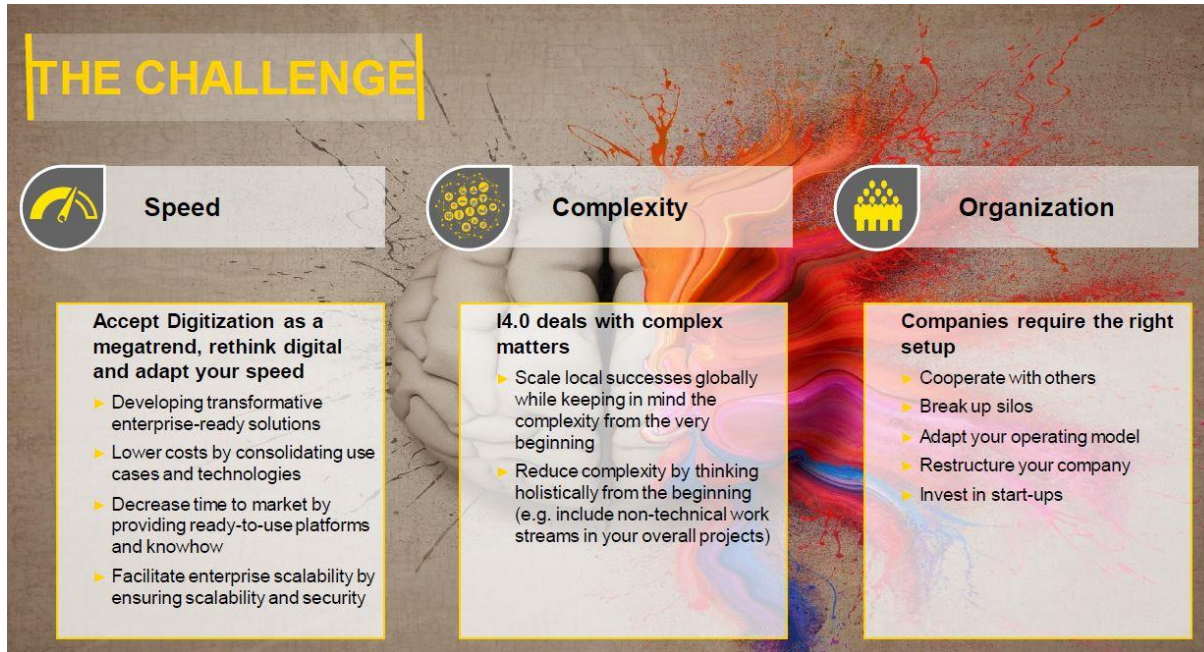 THE CHALLENGE
Speed
Accept Digitization as a
megatrend, rethink digital
and adapt your speed
► Developing transformative
enterprise-ready solutions
► Lower costs by consolidating use
cases and technologies
► Decrease time to market by
providing ready-to-use platforms
and knowhow
► Facilitate enterprise scalability by
ensuring scalability and security
Complexity
I4.0 deals with complex
matters
► Scale local successes globally
while keeping in mind the
complexity from the very
beginning
► Reduce complexity by thinking
holistically from the beginning
(e.g. include non-technical work
streams in your overall projects)
Organization
Companies require the right
setup
► Cooperate with others
► Break up silos
► Adapt your operating model
► Restructure your company
► Invest in start-ups